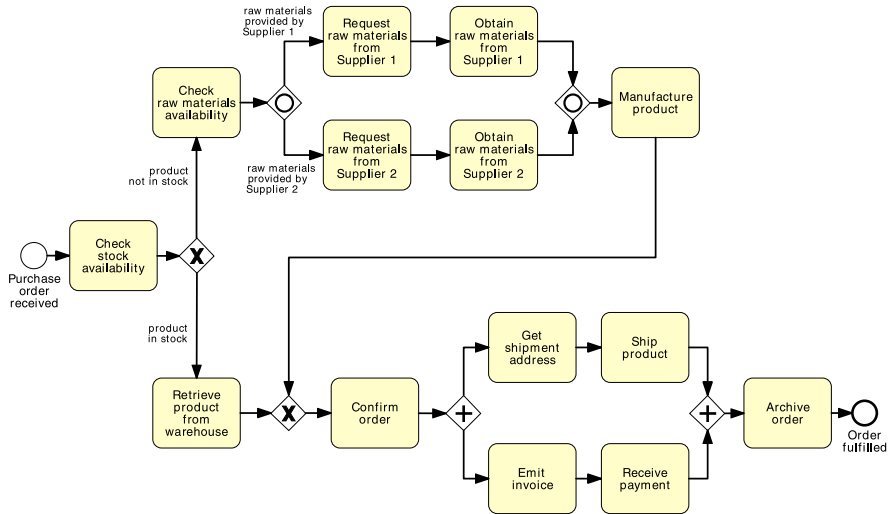 raw materials
provided by
Supplier 1
Request
raw materials
from
Supplier 1
Obtain
raw materials
from
Supplier 1
Check
raw materials
availability
Manufacture
product
raw materials
provided by
Supplier 2
Request
raw materials
from
Supplier 2
Obtain
raw materials
from
Supplier 2
product
not in stock
Purchase
order
received
Check
stock
availability
X
product
in stock
Retrieve
product
from
warehouse
X
Confirm
order
Get
shipment
address
Ship
product
Emit
invoice
Receive
payment
Archive
order
Order
fulfilled